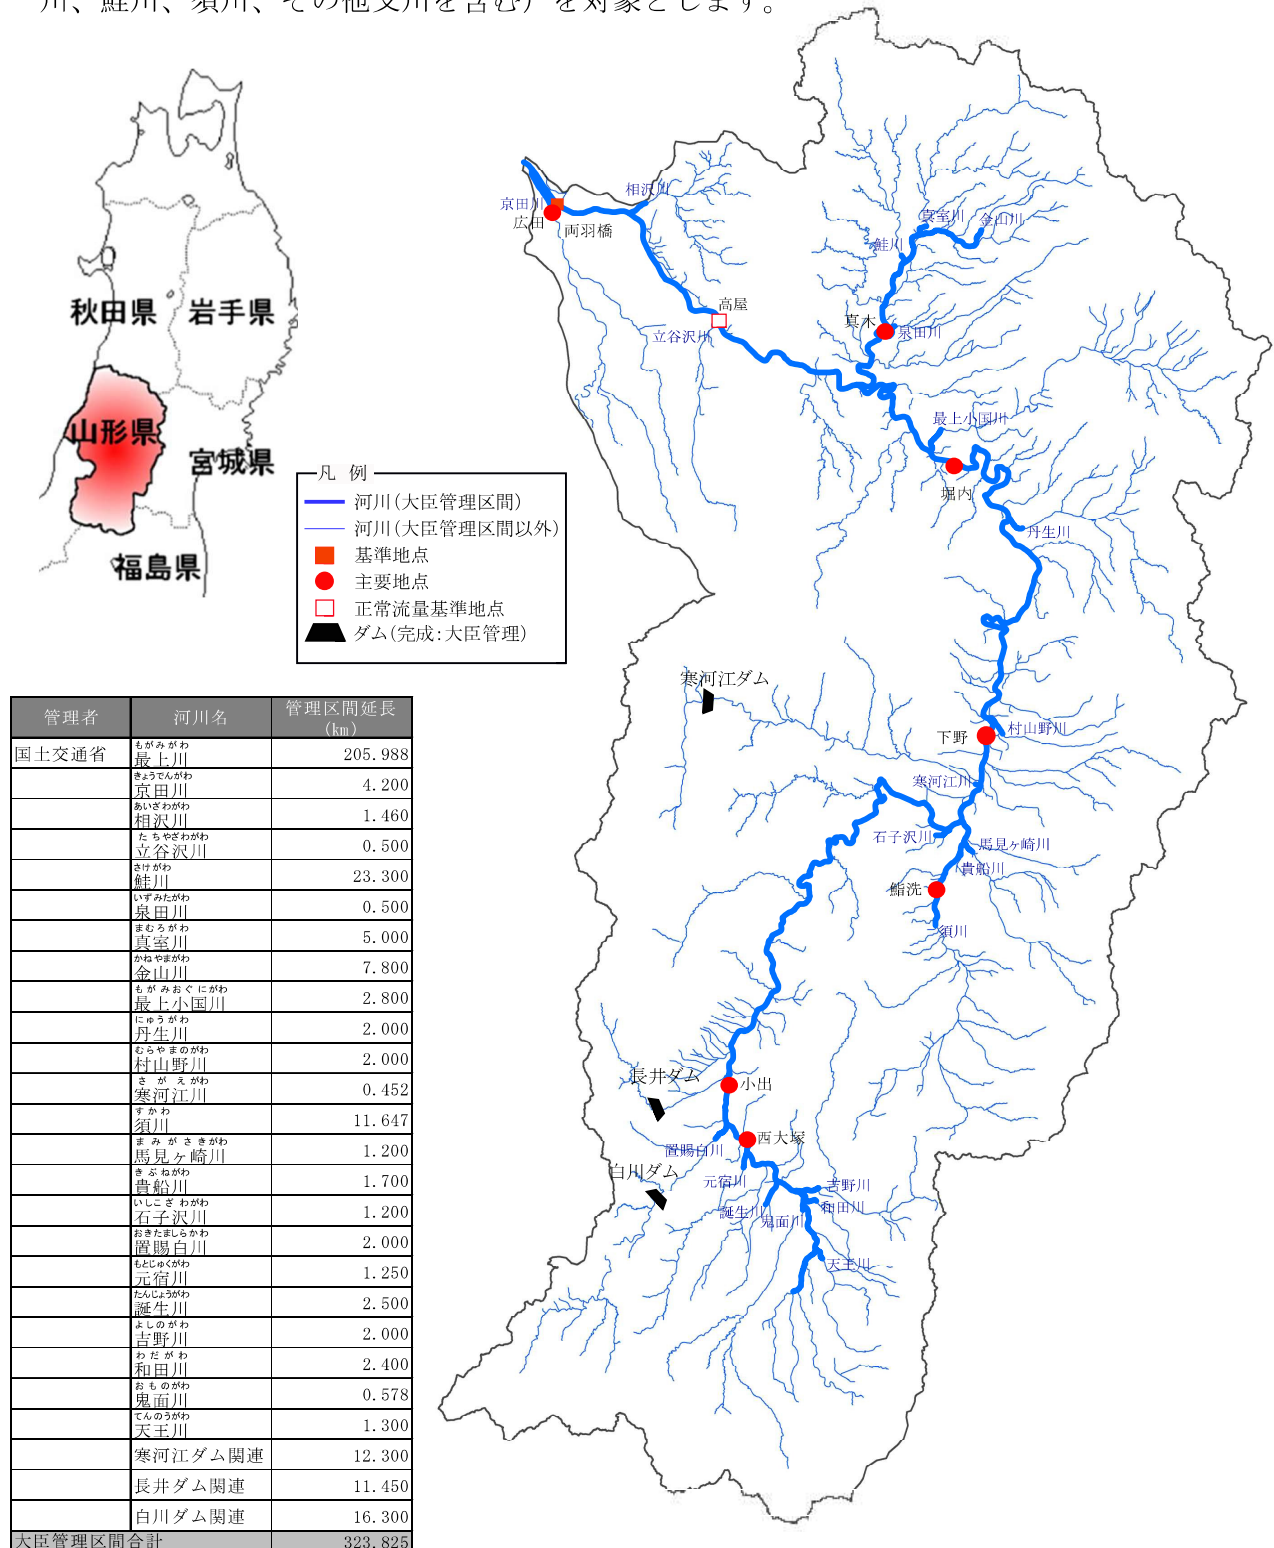 川、鮭川、須川、その他支川を含む）を対象とします。
秋田県
岩手県
山形県
宮城県
福島県
凡 例
河川(大臣管理区間)
河川(大臣管理区間以外)
基準地点
主要地点
正常流量基準地点
ダム(完成:大臣管理)
京田川
広田
両羽橋
相沢川
高屋
立谷沢川
真室川
金山川
鮭川
真木
泉田川
最上小国川
堀内
丹生川
寒河江ダム
下野
村山野川
寒河江川
石子沢川
馬見ヶ崎川
貴船川
鮨洗
須川
長井ダム
小出
置賜白川
西大塚
白川ダム
元宿川
誕生川
鬼面川
吉野川
和田川
天王川
管理者 河川名 管理区間延長
(km)
もがみがわ
国土交通省 最上川 205.988
きょうでんがわ
京田川 4.200
あいざわがわ
相沢川 1.460
たちやざわがわ
立谷沢川 0.500
さけがわ
鮭川 23.300
いずみたがわ
泉田川 0.500
まむろがわ
真室川 5.000
かねやまがわ
金山川 7.800
もがみおぐにがわ
最上小国川 2.800
にゅうがわ
丹生川 2.000
むらやまのがわ
村山野川 2.000
さがえがわ
寒河江川 0.452
すかわ
須川 11.647
まみがさきがわ
馬見ヶ崎川 1.200
きぶねがわ
貴船川 1.700
いしこざわがわ
石子沢川 1.200
おきたましらかわ
置賜白川 2.000
もとじゅくがわ
元宿川 1.250
たんじょうがわ
誕生川 2.500
よしのがわ
吉野川 2.000
わだがわ
和田川 2.400
おものがわ
鬼面川 0.578
てんのうがわ
天王川 1.300
寒河江ダム関連 12.300
長井ダム関連 11.450
白川ダム関連 16.300
大臣管理区間合計 323.825